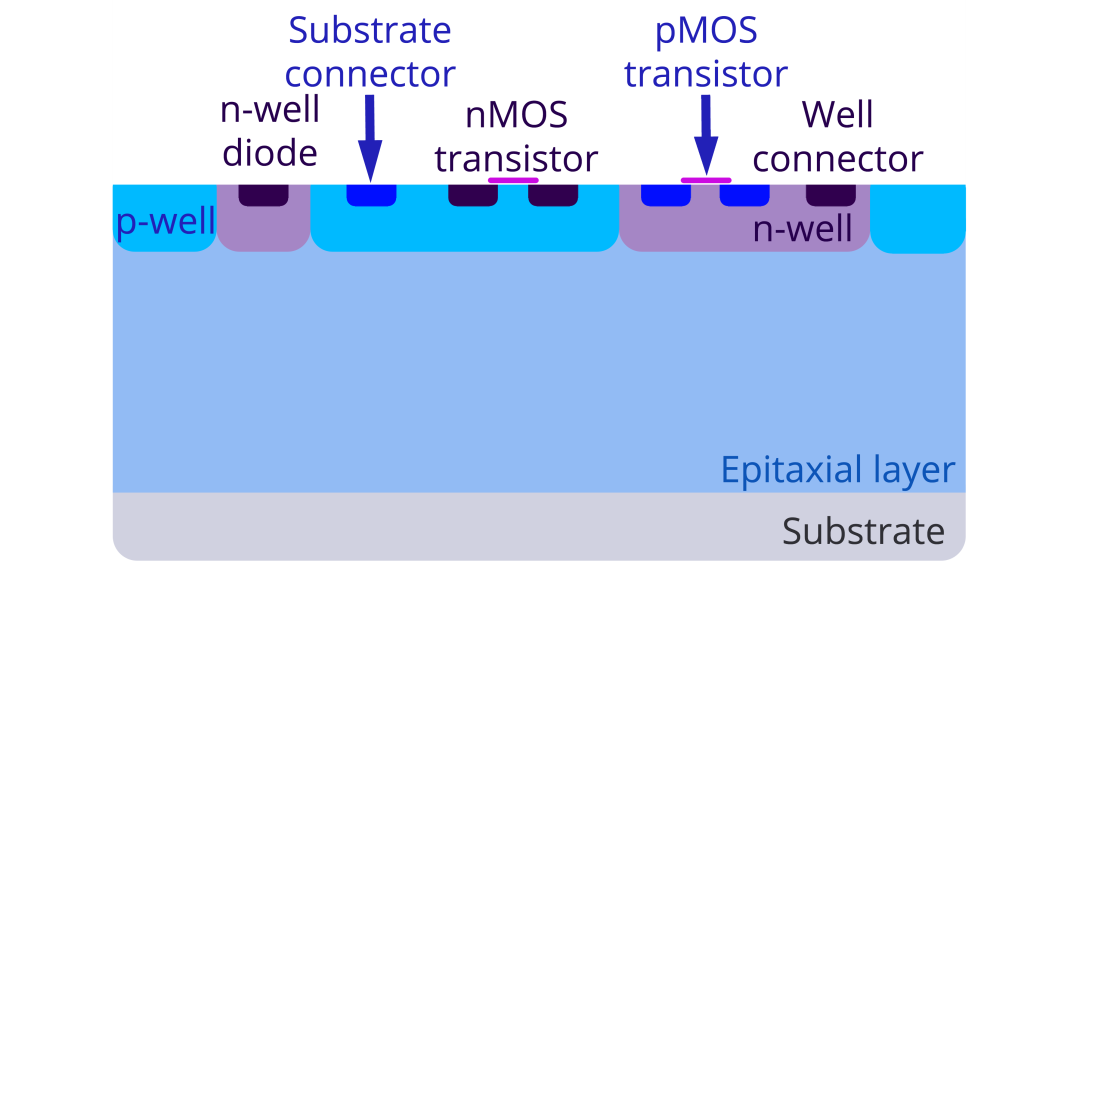 Substrate
connector
pMOS
transistor
n-well
diode
nMOS
transistor
Well
connector
p-well
n-well
Epitaxial layer
Substrate